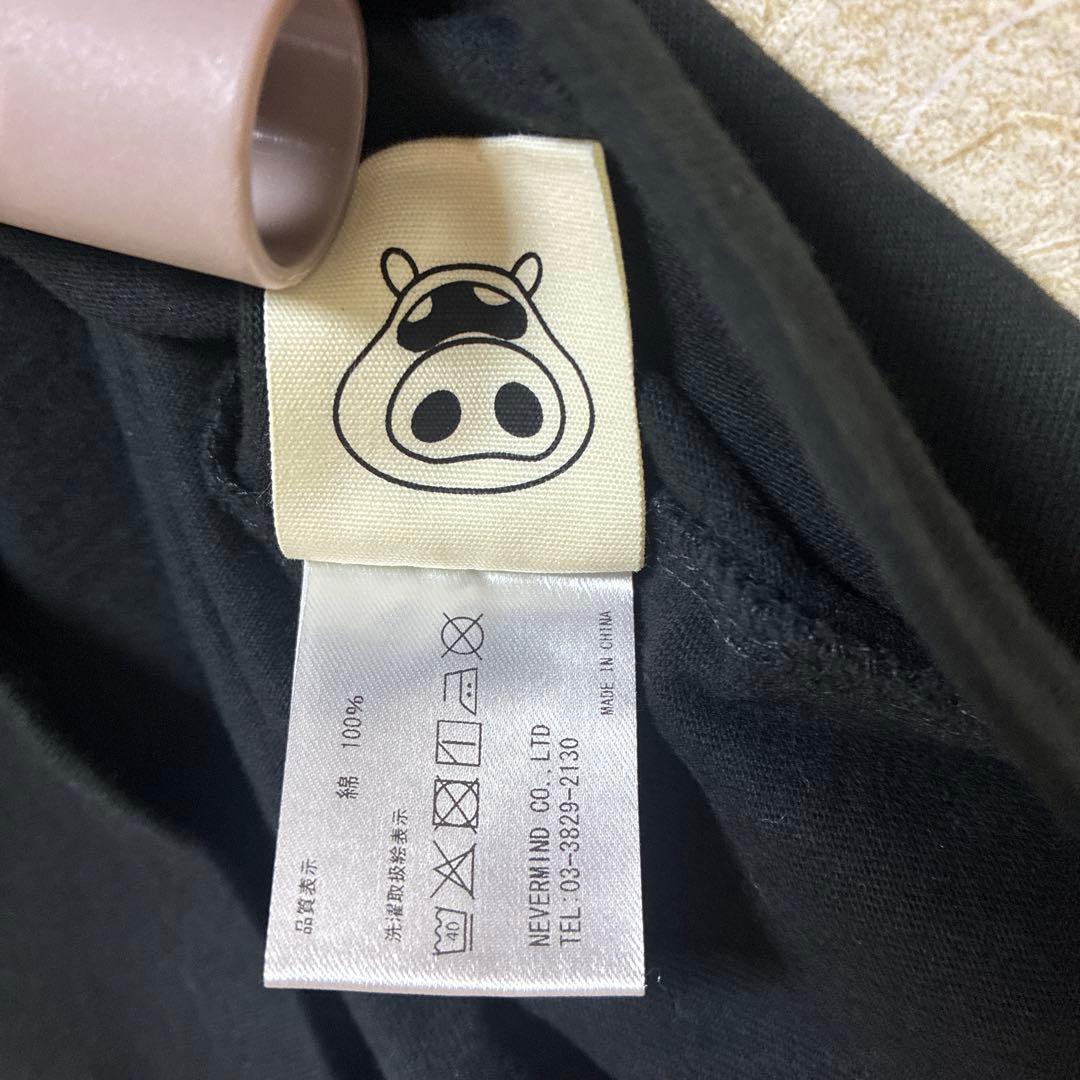 品質表示
綿 100%
洗濯取扱絵表示
40
NEVERMIND CO.,LTD
TEL:03-3829-2130
MADE IN CHINA